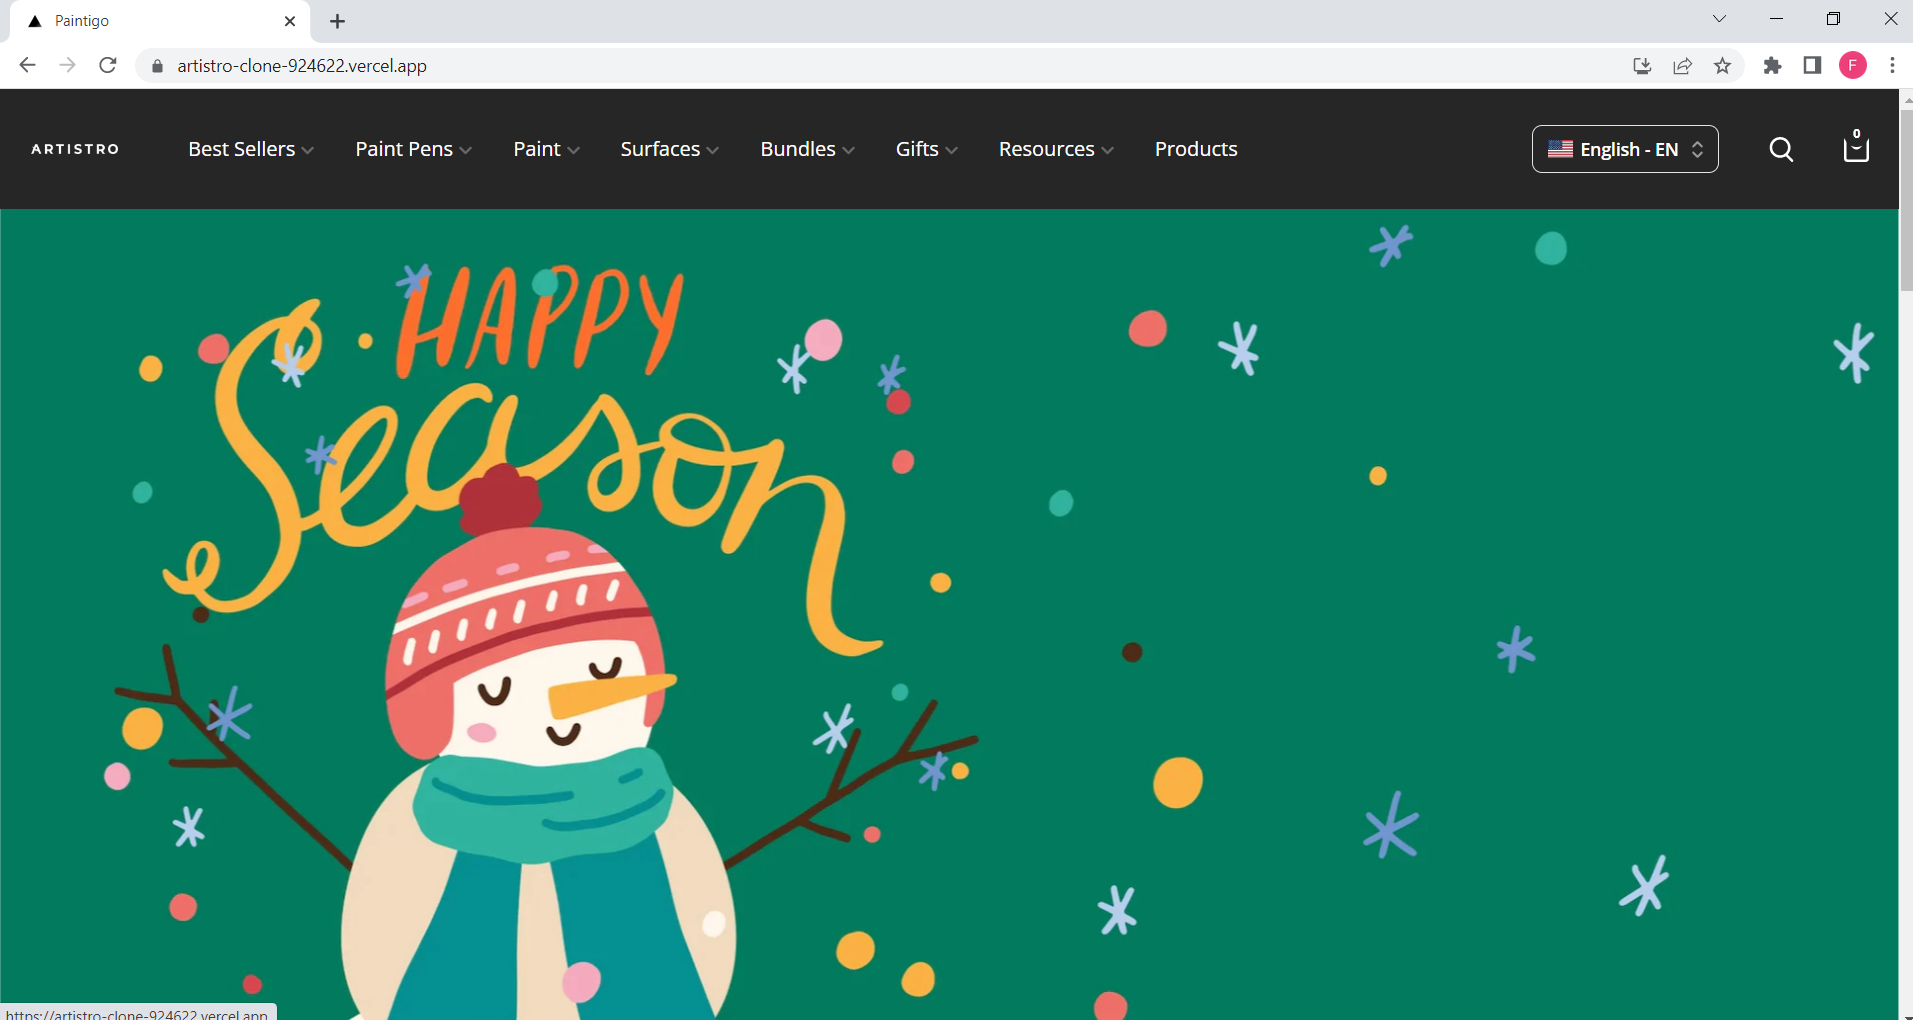 Paintigo
artistro-clone-924622.vercel.app
F
ARTISTRO
Best Sellers
Paint Pens
Paint
Surfaces
Bundles
Gifts
Resources
Products
English - EN
0
HAPPY
Season
https://artistro-clone-924622.vercel.app